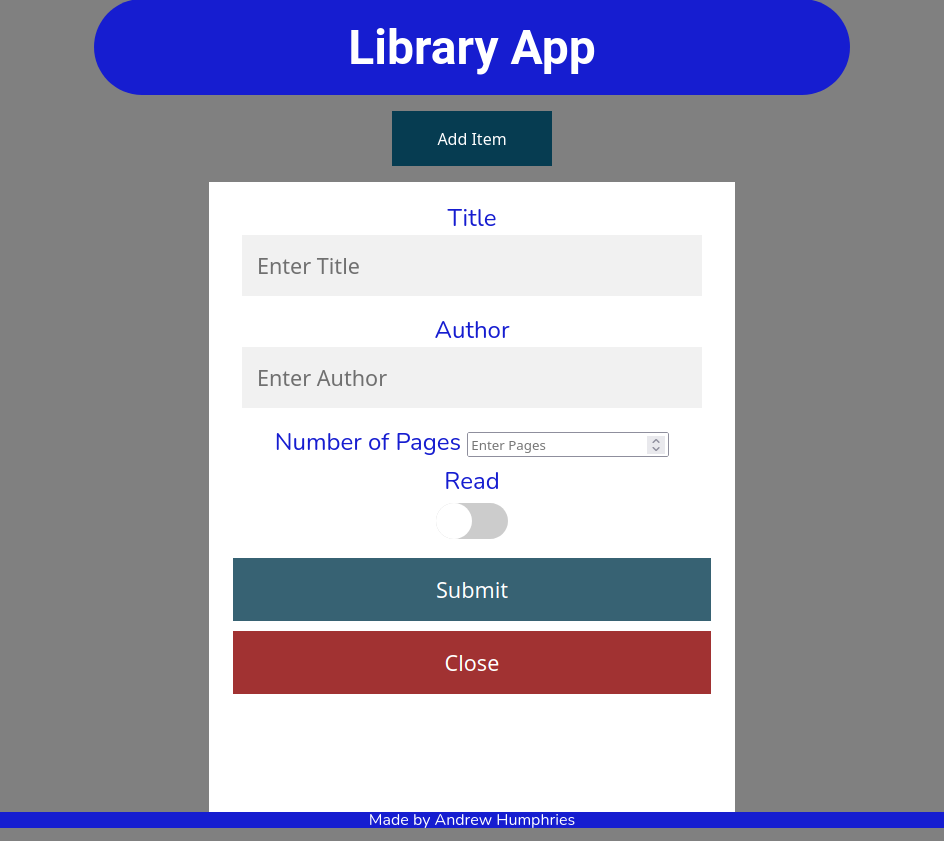 Library App
Add Item
Title
Enter Title
Author
Enter Author
Number of Pages Enter Pages
Read
Submit
Close
Made by Andrew Humphries